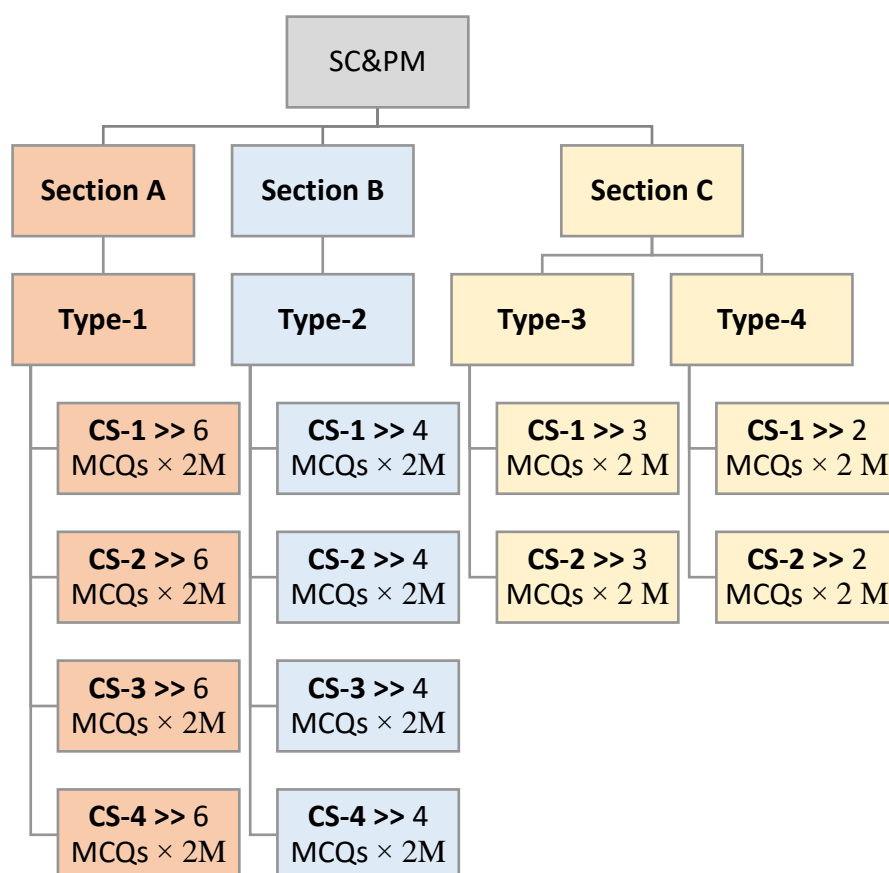 SC&PM
Section A
Section B
Section C
Type-1
Type-2
Type-3
Type-4
CS-1 >> 6
MCQs × 2M
CS-1 >> 4
MCQs × 2M
CS-1 >> 3
MCQs × 2 M
CS-1 >> 2
MCQs × 2 M
CS-2 >> 6
MCQs × 2M
CS-2 >> 4
MCQs × 2M
CS-2 >> 3
MCQs × 2 M
CS-2 >> 2
MCQs × 2 M
CS-3 >> 6
MCQs × 2M
CS-3 >> 4
MCQs × 2M
CS-4 >> 6
MCQs × 2M
CS-4 >> 4
MCQs × 2M